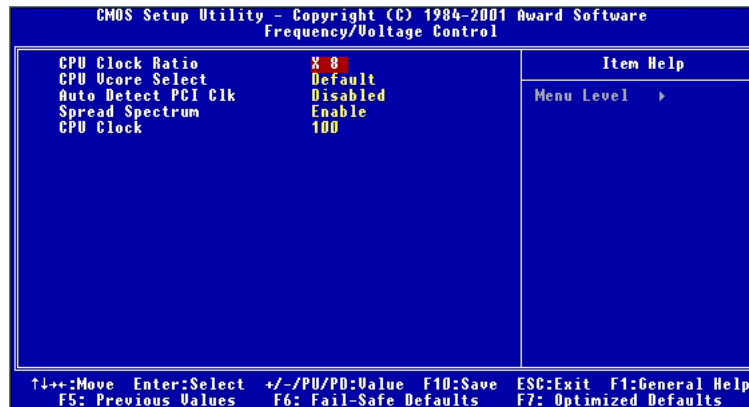 CMOS Setup Utility - Copyright (C) 1984-2001 Award Software
Frequency/Voltage Control
CPU Clock Ratio X 8
CPU Vcore Select Default
Auto Detect PCI Clk Disabled
Spread Spectrum Enable
CPU Clock 100
Item Help
Menu Level ▸
↑↓→←:Move Enter:Select +/-/PU/PD:Value F10:Save ESC:Exit F1:General Help
F5: Previous Values F6: Fail-Safe Defaults F7: Optimized Defaults